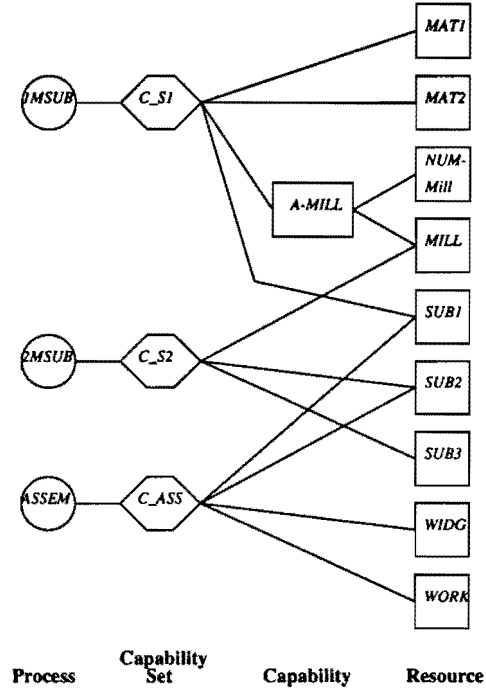 MAT1
1MSUB
C_S1
MAT2
NUM-
Mill
A-MILL
MILL
SUB1
2MSUB
C_S2
SUB2
SUB3
ASSEM
C_ASS
WIDG
WORK
Process
Capability
Set
Capability
Resource